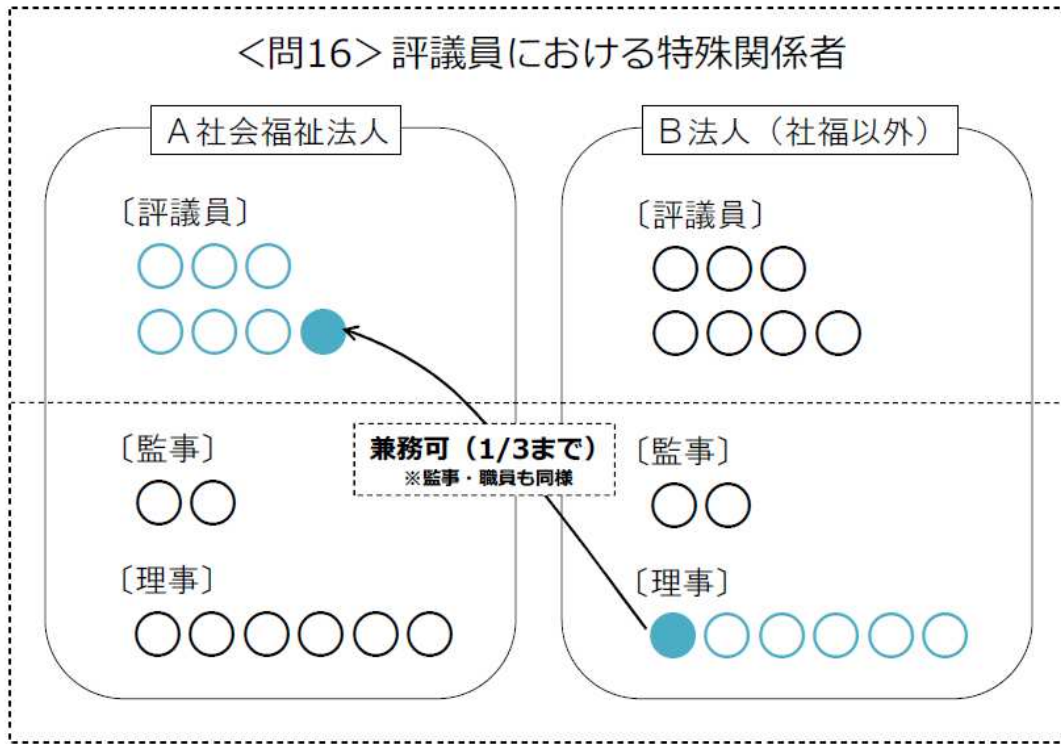 ＜問16＞評議員における特殊関係者
Ａ社会福祉法人
Ｂ法人（社福以外）
〔評議員〕
〔評議員〕
兼務可（1/3まで）
※監事・職員も同様
〔監事〕
〔監事〕
〔理事〕
〔理事〕